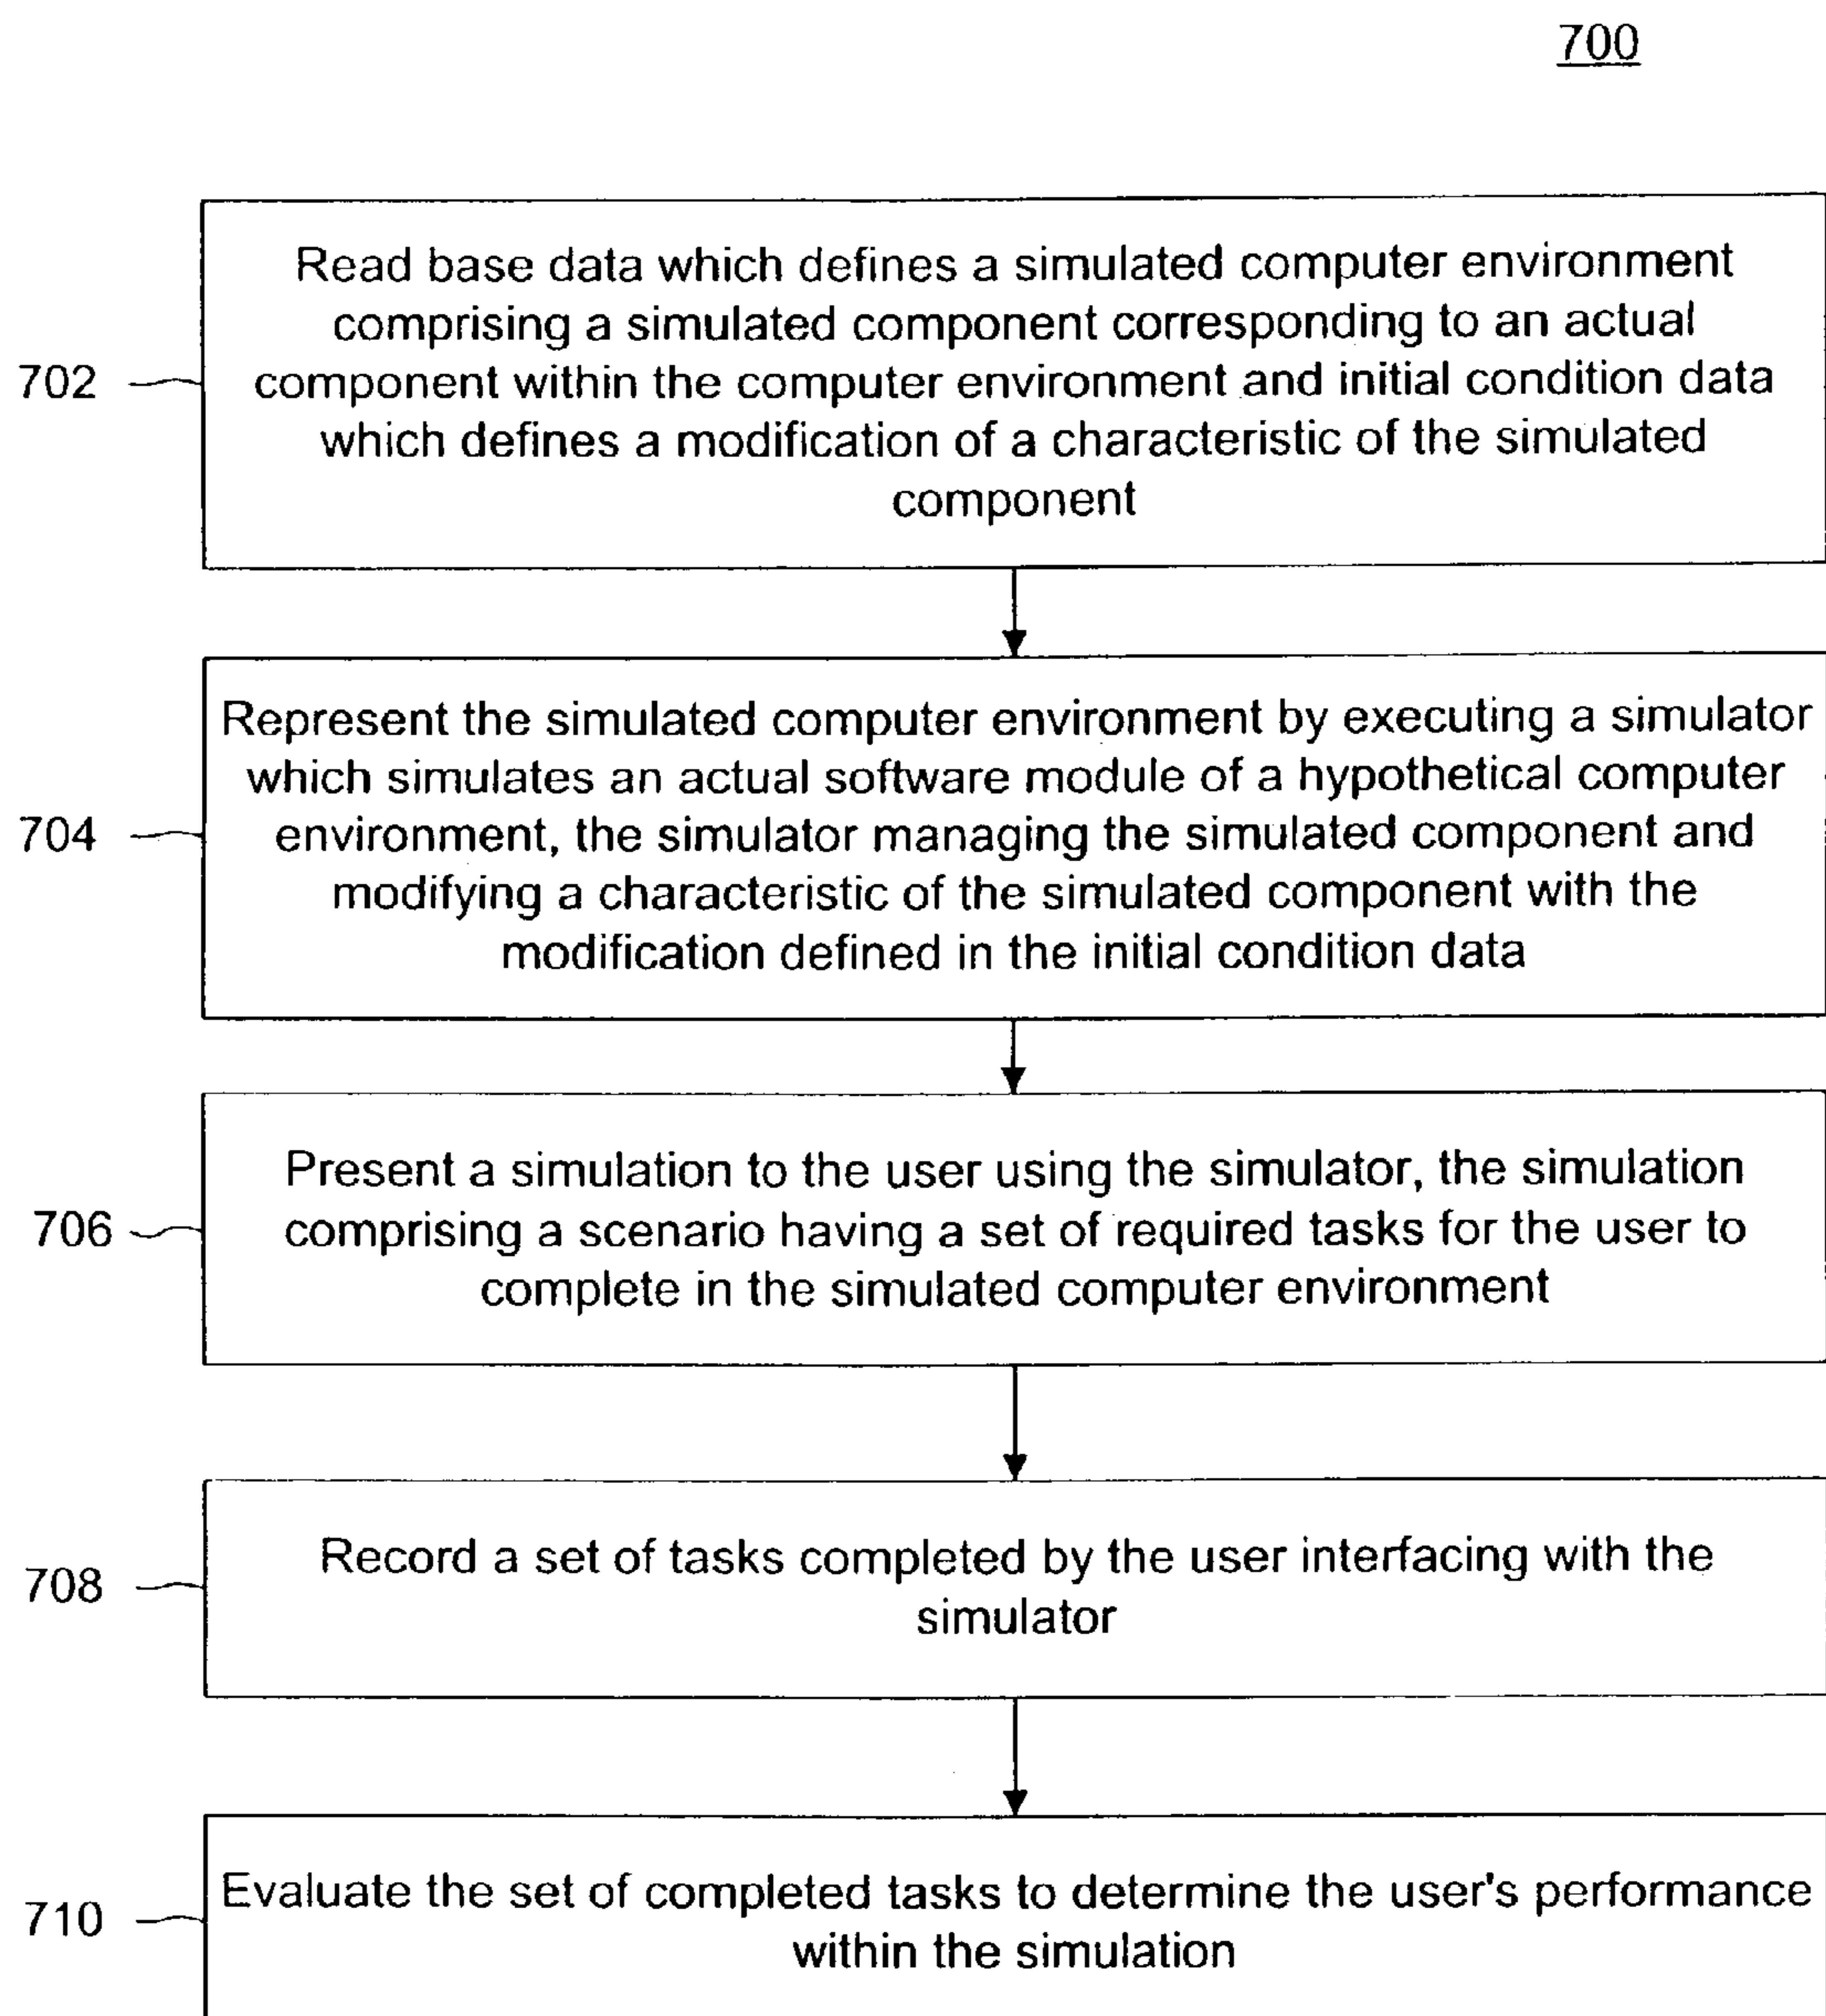 700
Read base data which defines a simulated computer environment
comprising a simulated component corresponding to an actual
component within the computer environment and initial condition data
which defines a modification of a characteristic of the simulated
component
702
Represent the simulated computer environment by executing a simulator
which simulates an actual software module of a hypothetical computer
environment, the simulator managing the simulated component and
modifying a characteristic of the simulated component with the
modification defined in the initial condition data
704
Present a simulation to the user using the simulator, the simulation
comprising a scenario having a set of required tasks for the user to
complete in the simulated computer environment
706
Record a set of tasks completed by the user interfacing with the
simulator
708
Evaluate the set of completed tasks to determine the user's performance
within the simulation
710